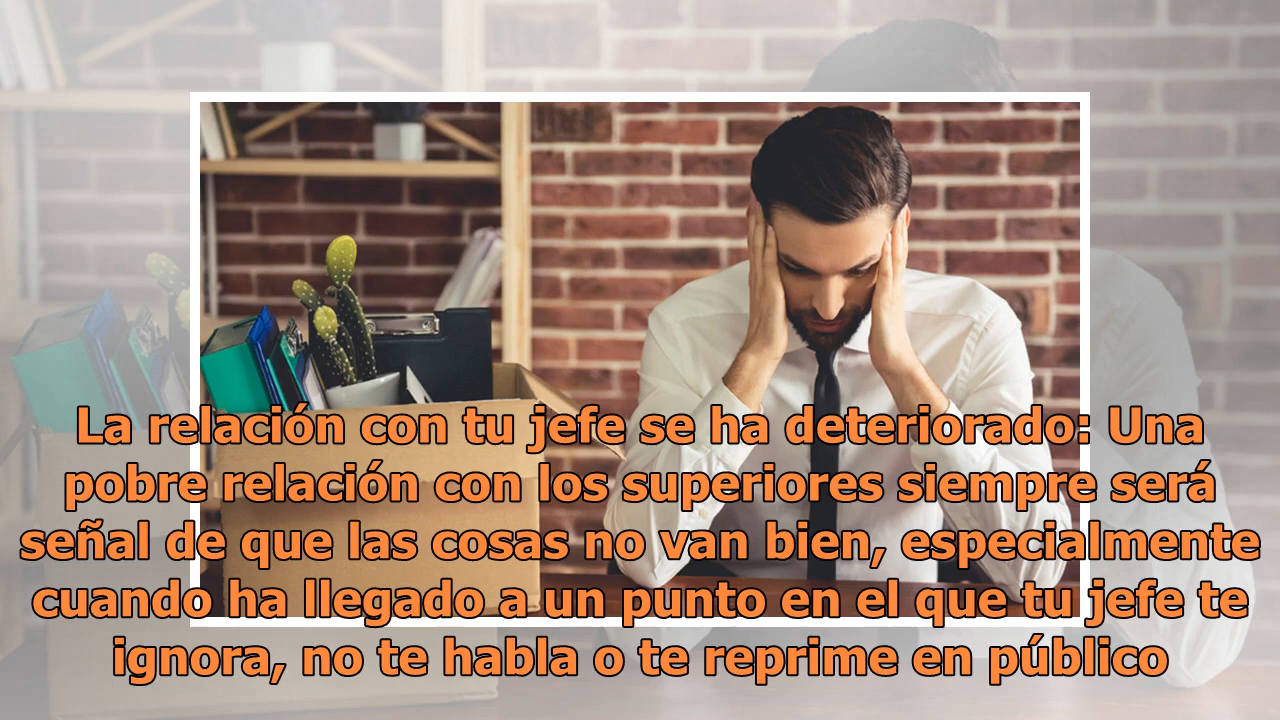 La relación con tu jefe se ha deteriorado: Una
pobre relación con los superiores siempre será
señal de que las cosas no van bien, especialmente
cuando ha llegado a un punto en el que tu jefe te
ignora, no te habla o te reprime en público